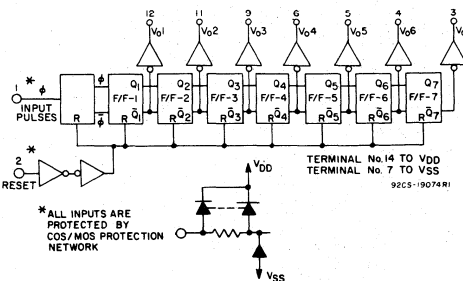 12 11 9 6 5 4 3
Vo1 Vo2 Vo3 Vo4 Vo5 Vo6
1 * φ φ Q1 Q2 Q3 Q4 Q5 Q6 Q7
INPUT PULSES F/F-1 F/F-2 F/F-3 F/F-4 F/F-5 F/F-6 F/F-7
R φ̅ R Q̅1 R Q̅2 R Q̅3 R Q̅4 R Q̅5 R Q̅6 R Q̅7
2 *
RESET
TERMINAL No. 14 TO VDD
TERMINAL No. 7 TO VSS
92CS-19074R1
VDD
*ALL INPUTS ARE
PROTECTED BY
COS/MOS PROTECTION
NETWORK
VSS